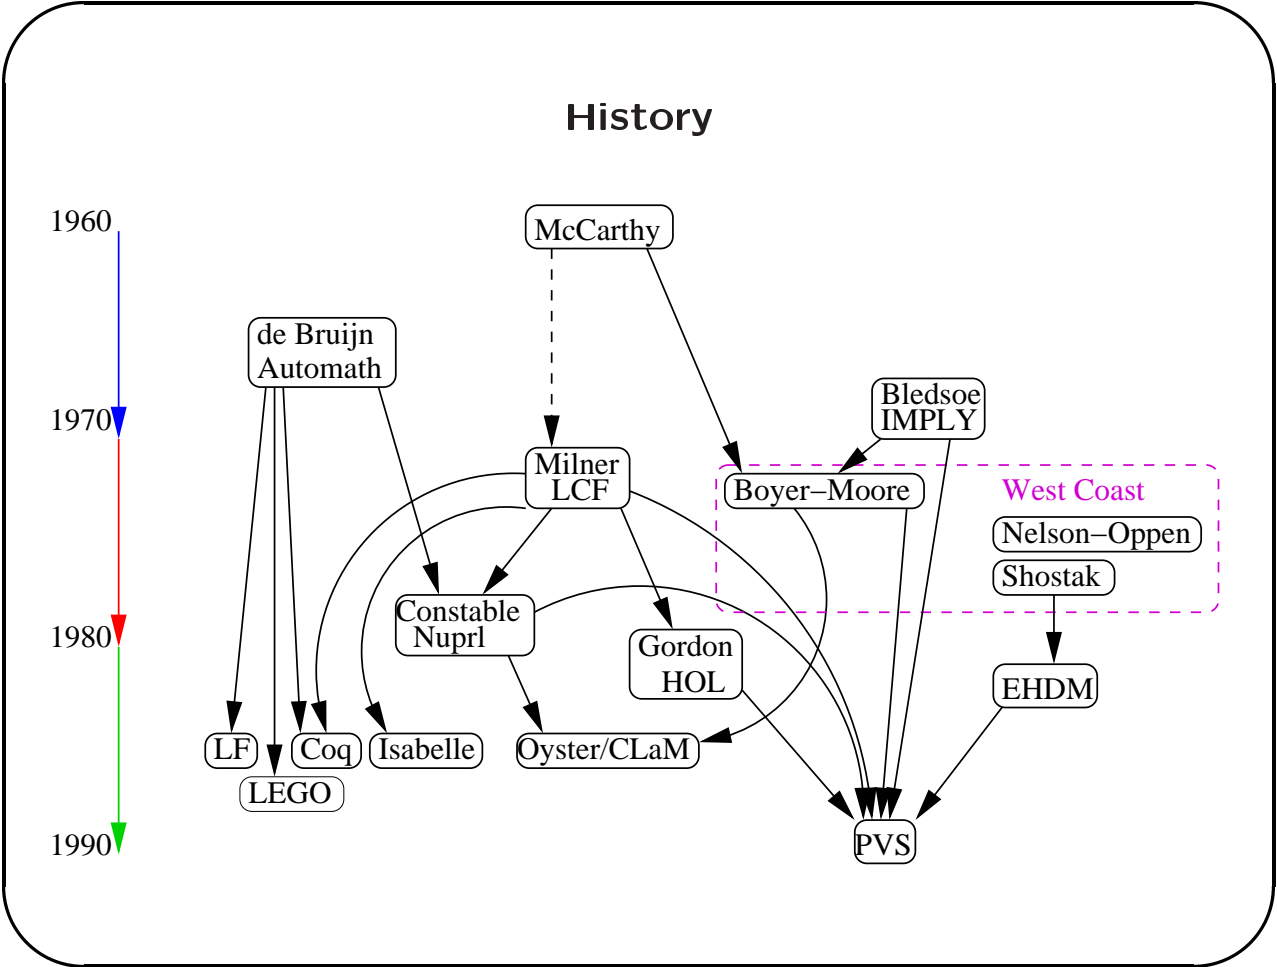 History
1960
McCarthy
de Bruijn
Automath
Bledsoe
IMPLY
1970
Milner
LCF
Boyer–Moore
West Coast
Nelson–Oppen
Shostak
Constable
Nuprl
1980
Gordon
HOL
EHDM
LF
Coq
Isabelle
Oyster/CLaM
LEGO
1990
PVS